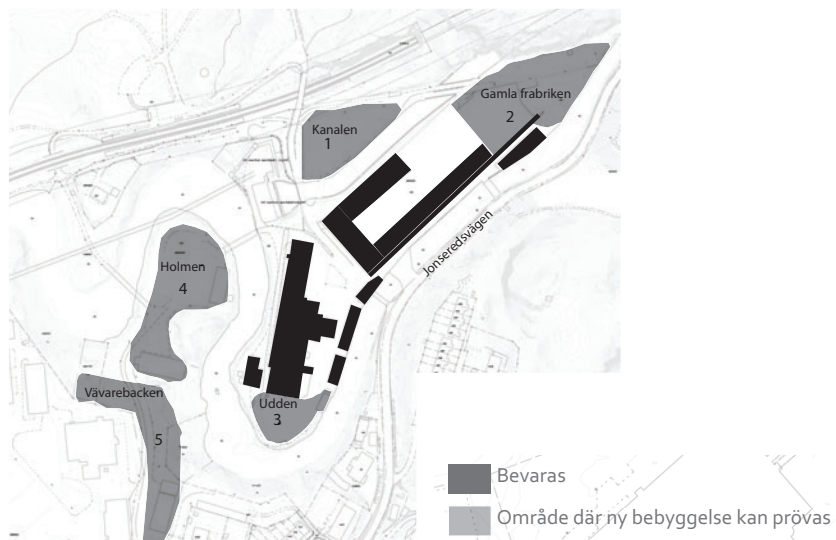 Gamla frabriken
2
Kanalen
1
Jonseredsvägen
Holmen
4
Vävarebacken
5
Udden
3
Bevaras
Område där ny bebyggelse kan prövas